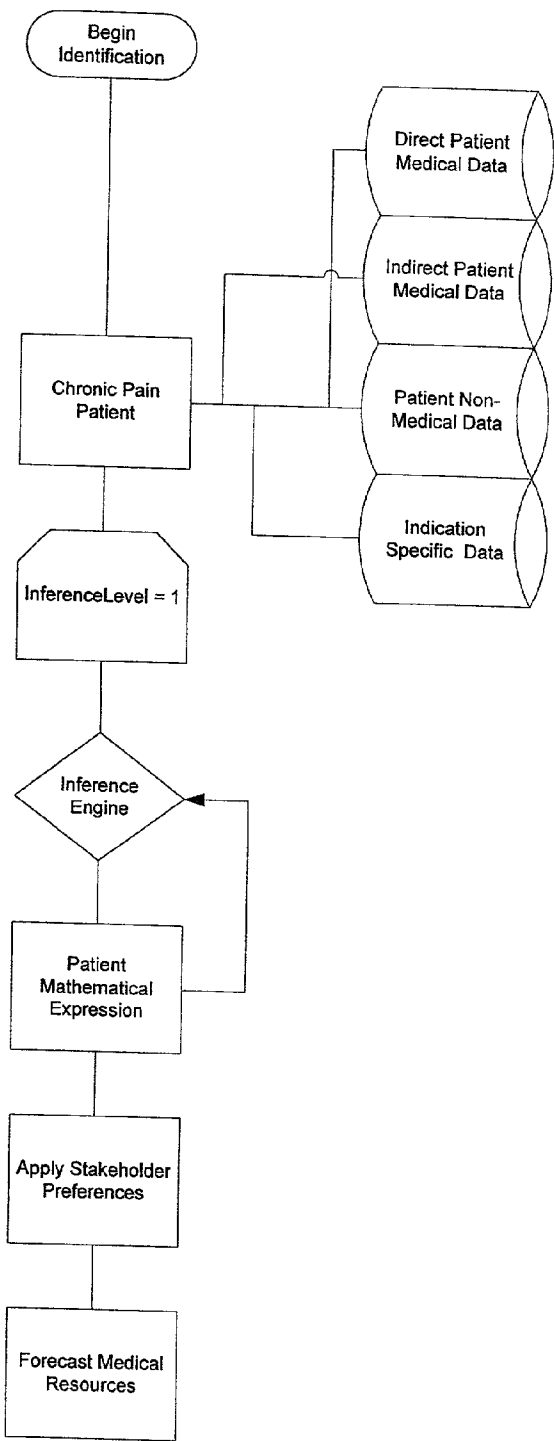 Begin
Identification
Direct Patient
Medical Data
Indirect Patient
Medical Data
Chronic Pain
Patient
Patient Non-
Medical Data
Indication
Specific Data
InferenceLevel = 1
Inference
Engine
Patient
Mathematical
Expression
Apply Stakeholder
Preferences
Forecast Medical
Resources